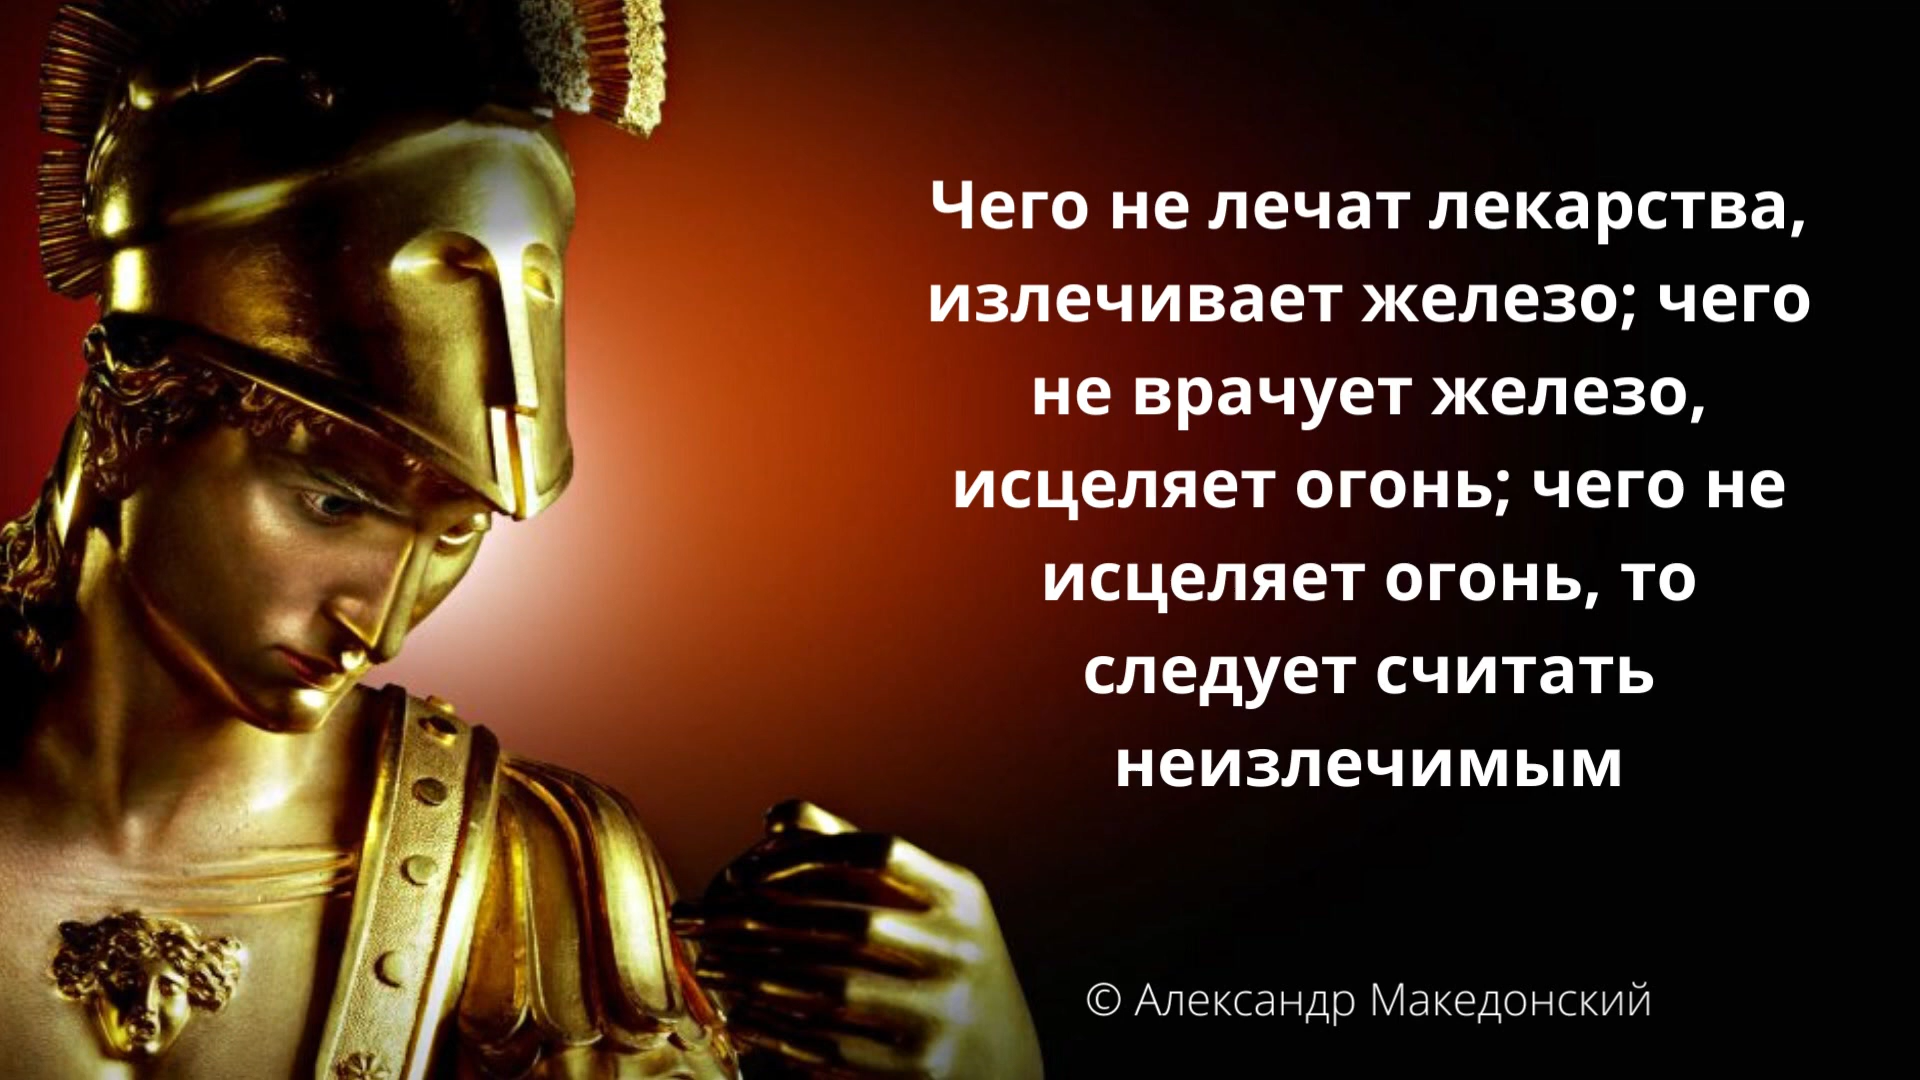 Чего не лечат лекарства,
излечивает железо; чего
не врачует железо,
исцеляет огонь; чего не
исцеляет огонь, то
следует считать
неизлечимым
© Александр Македонский